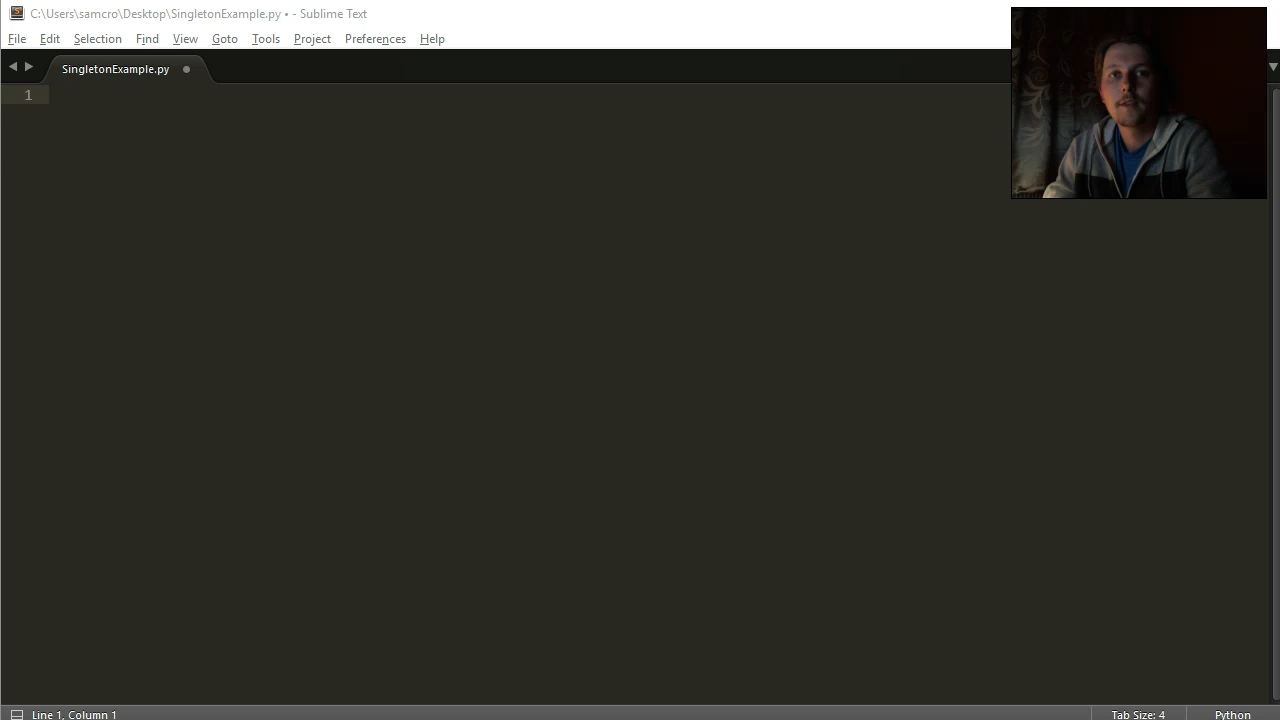 C:\Users\samcro\Desktop\SingletonExample.py • - Sublime Text
File Edit Selection Find View Goto Tools Project Preferences Help
SingletonExample.py
1
Line 1, Column 1 Tab Size: 4 Python